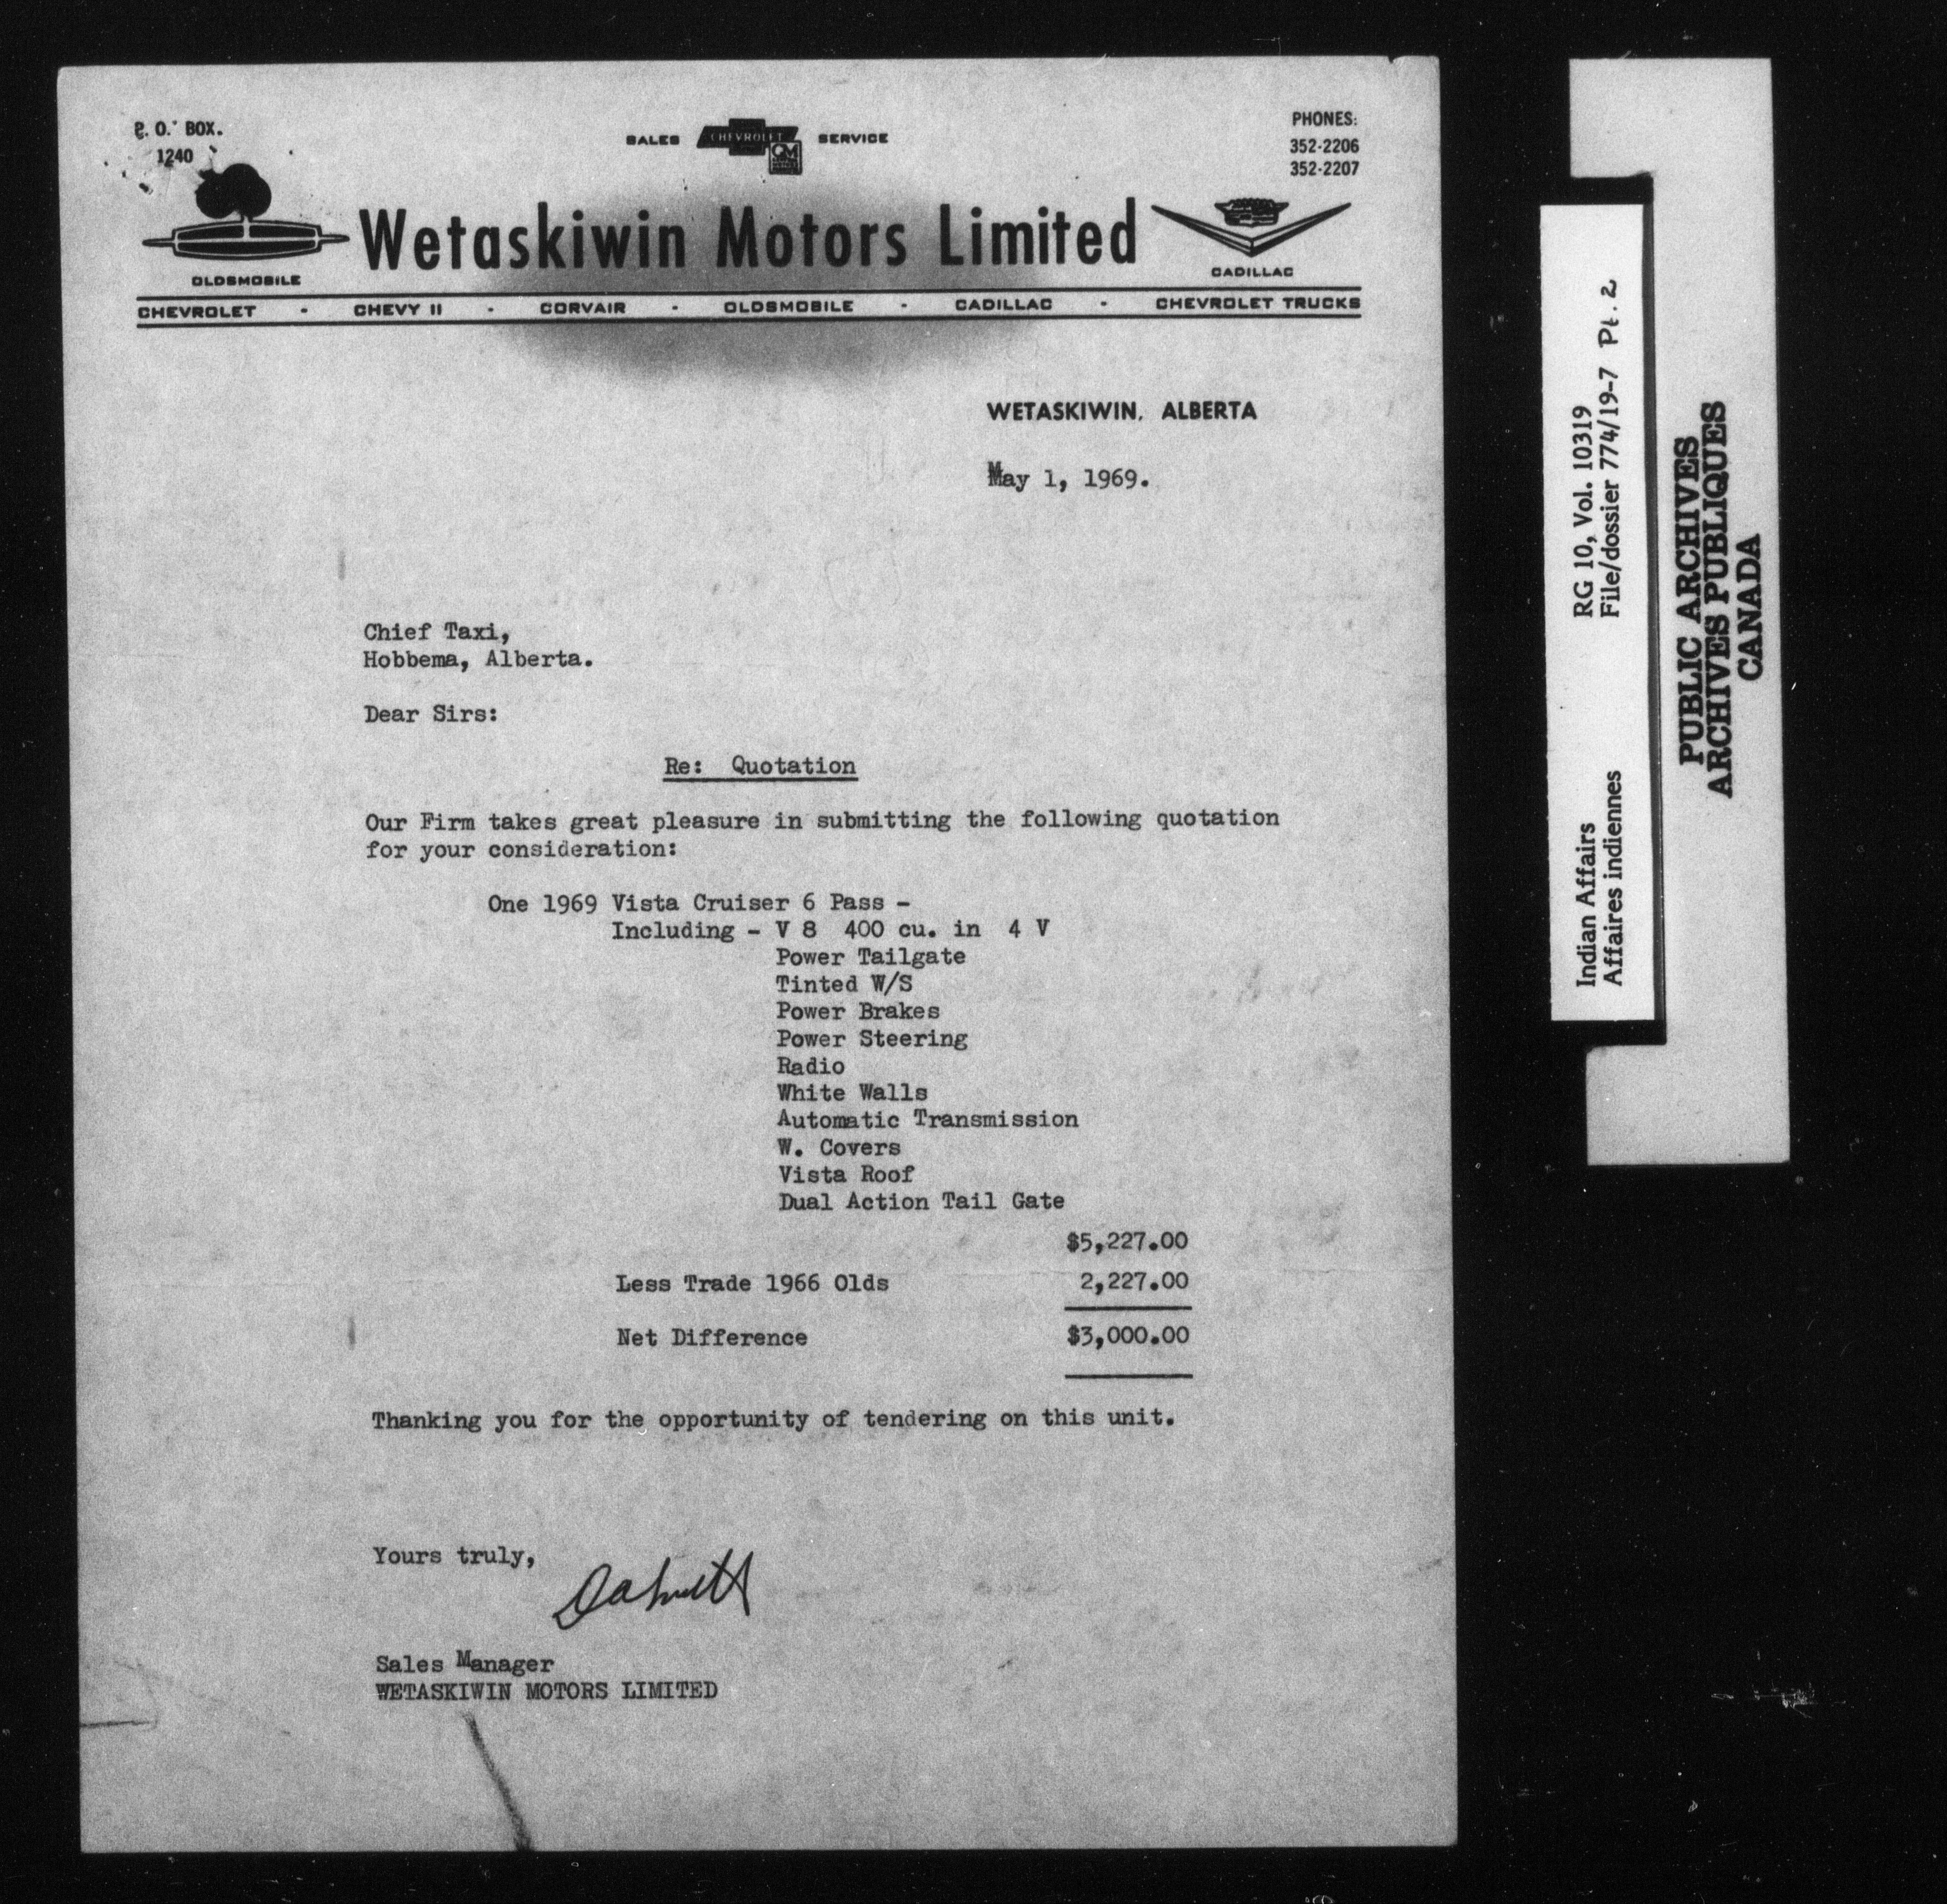 P. O. BOX.
1240
SALES CHEVROLET GM SERVICE
PHONES:
352-2206
352-2207
OLDSMOBILE
Wetaskiwin Motors Limited
CADILLAC
CHEVROLET - CHEVY II - CORVAIR - OLDSMOBILE - CADILLAC - CHEVROLET TRUCKS
WETASKIWIN, ALBERTA
May 1, 1969.
Chief Taxi,
Hobbema, Alberta.
Dear Sirs:
Re: Quotation
Our Firm takes great pleasure in submitting the following quotation
for your consideration:
One 1969 Vista Cruiser 6 Pass -
Including - V 8 400 cu. in 4 V
Power Tailgate
Tinted W/S
Power Brakes
Power Steering
Radio
White Walls
Automatic Transmission
W. Covers
Vista Roof
Dual Action Tail Gate
$5,227.00
Less Trade 1966 Olds 2,227.00
Net Difference $3,000.00
Thanking you for the opportunity of tendering on this unit.
Yours truly,
Sales Manager
WETASKIWIN MOTORS LIMITED
Indian Affairs RG 10, Vol. 10319
Affaires indiennes File/dossier 774/19-7 Pt. 2
PUBLIC ARCHIVES
ARCHIVES PUBLIQUES
CANADA